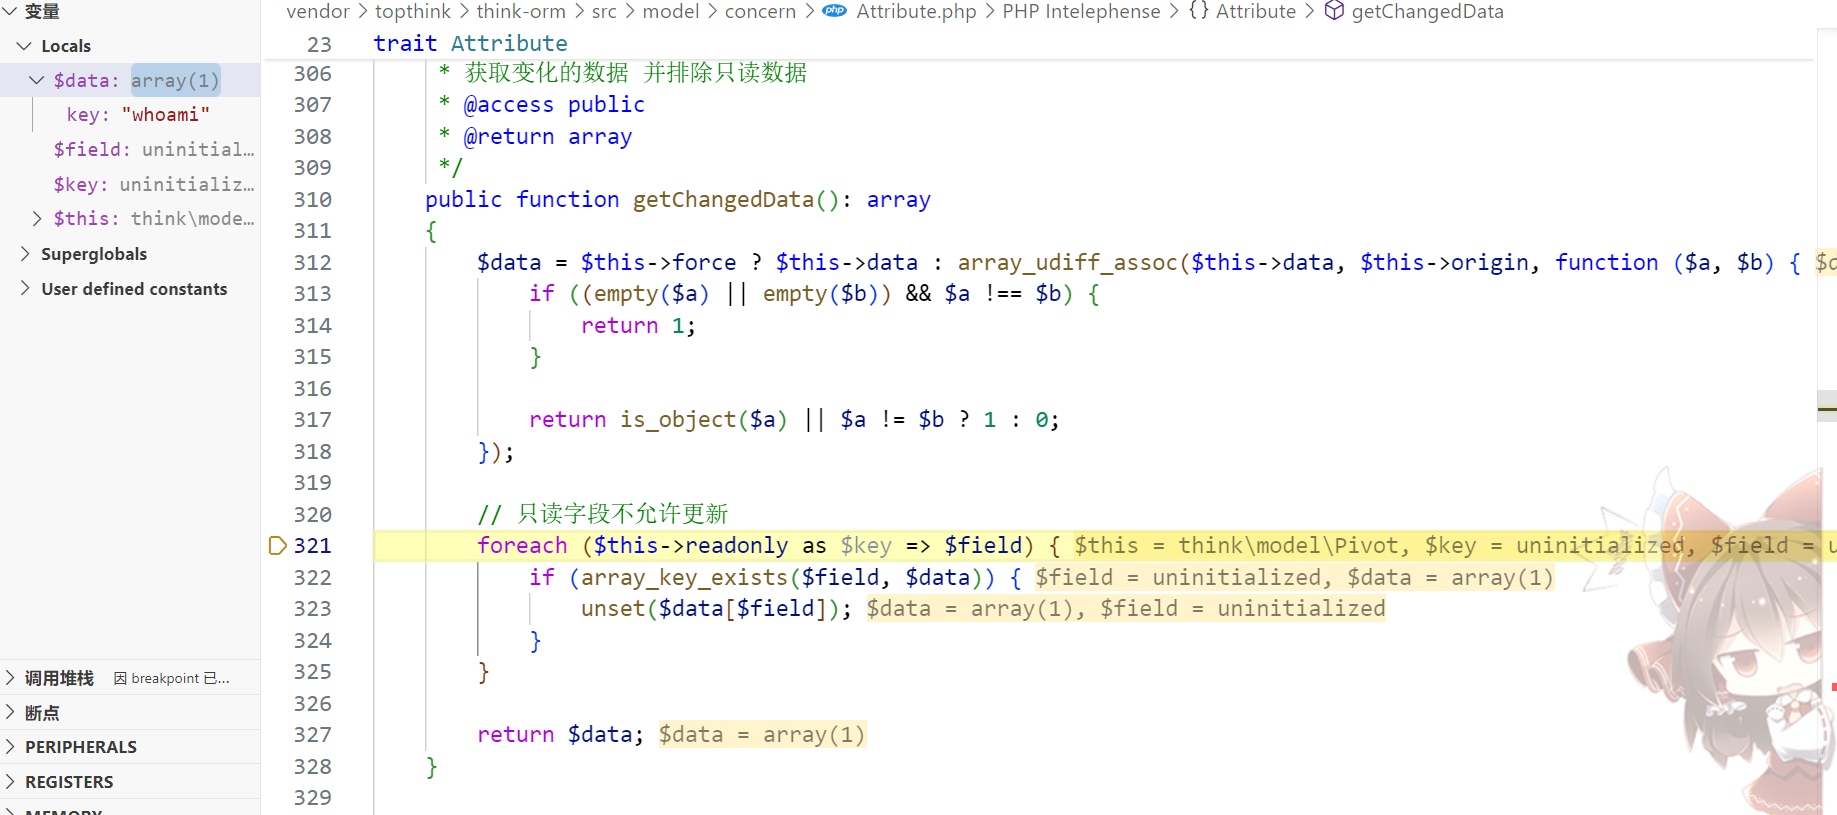 变量
Locals
$data: array(1)
key: "whoami"
$field: uninitial…
$key: uninitializ…
$this: think\mode…
Superglobals
User defined constants
调用堆栈 因 breakpoint 已…
断点
PERIPHERALS
REGISTERS
MEMORY
vendor > topthink > think-orm > src > model > concern > php Attribute.php > PHP Intelephense > {} Attribute > getChangedData
23 trait Attribute
306 * 获取变化的数据 并排除只读数据
307 * @access public
308 * @return array
309 */
310 public function getChangedData(): array
311 {
312 $data = $this->force ? $this->data : array_udiff_assoc($this->data, $this->origin, function ($a, $b) { $d
313 if ((empty($a) || empty($b)) && $a !== $b) {
314 return 1;
315 }
316
317 return is_object($a) || $a != $b ? 1 : 0;
318 });
319
320 // 只读字段不允许更新
321 foreach ($this->readonly as $key => $field) { $this = think\model\Pivot, $key = uninitialized, $field = u
322 if (array_key_exists($field, $data)) { $field = uninitialized, $data = array(1)
323 unset($data[$field]); $data = array(1), $field = uninitialized
324 }
325 }
326
327 return $data; $data = array(1)
328 }
329